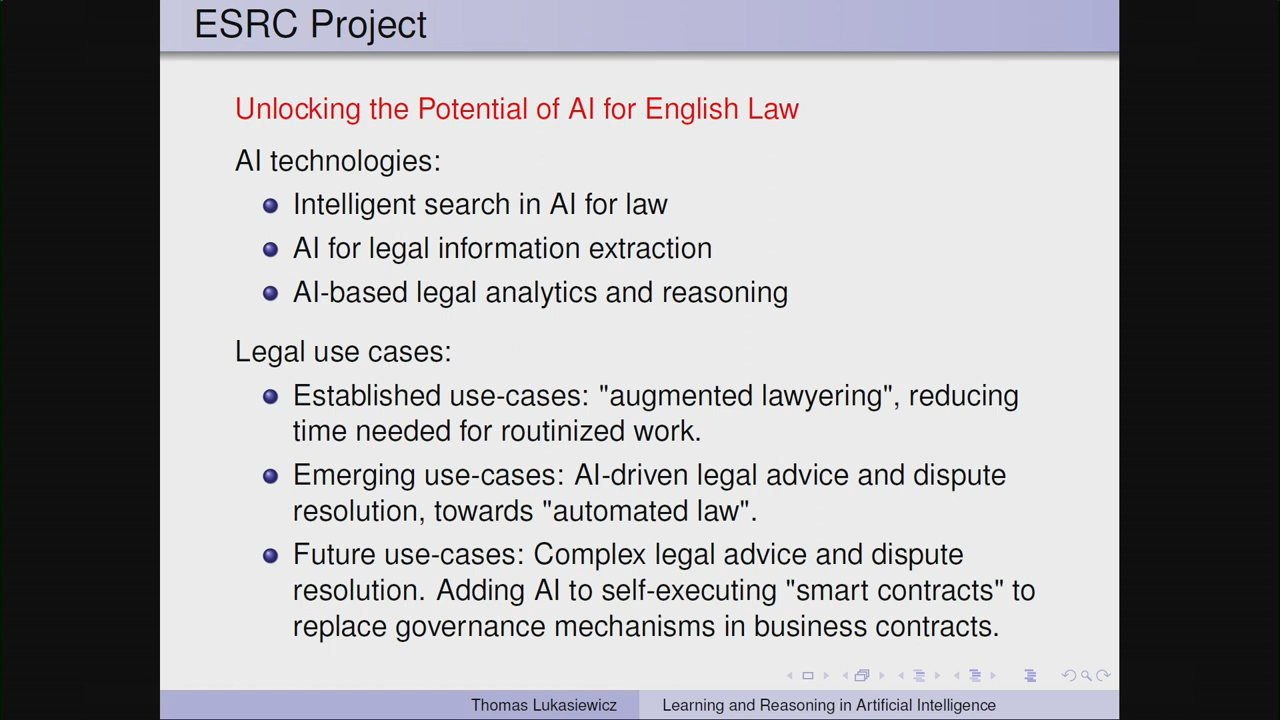 ESRC Project
Unlocking the Potential of AI for English Law
AI technologies:
Intelligent search in AI for law
AI for legal information extraction
AI-based legal analytics and reasoning
Legal use cases:
Established use-cases: "augmented lawyering", reducing
time needed for routinized work.
Emerging use-cases: AI-driven legal advice and dispute
resolution, towards "automated law".
Future use-cases: Complex legal advice and dispute
resolution. Adding AI to self-executing "smart contracts" to
replace governance mechanisms in business contracts.
Thomas Lukasiewicz
Learning and Reasoning in Artificial Intelligence